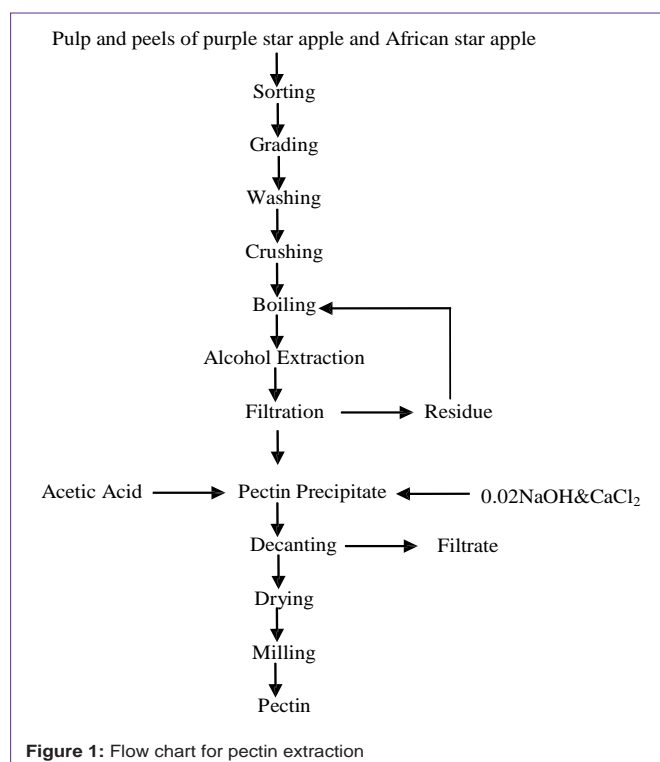 Pulp and peels of purple star apple and African star apple
Sorting
Grading
Washing
Crushing
Boiling
Alcohol Extraction
Filtration Residue
Acetic Acid Pectin Precipitate 0.02NaOH&CaCl₂
Decanting Filtrate
Drying
Milling
Pectin
Figure 1: Flow chart for pectin extraction